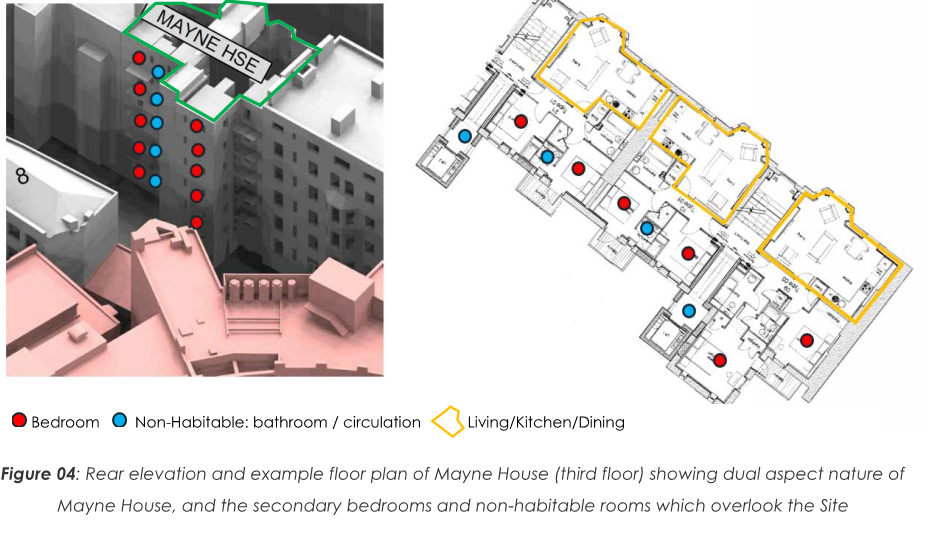 MAYNE HSE
8
Bedroom
Non-Habitable: bathroom / circulation
Living/Kitchen/Dining
Figure 04: Rear elevation and example floor plan of Mayne House (third floor) showing dual aspect nature of
Mayne House, and the secondary bedrooms and non-habitable rooms which overlook the Site